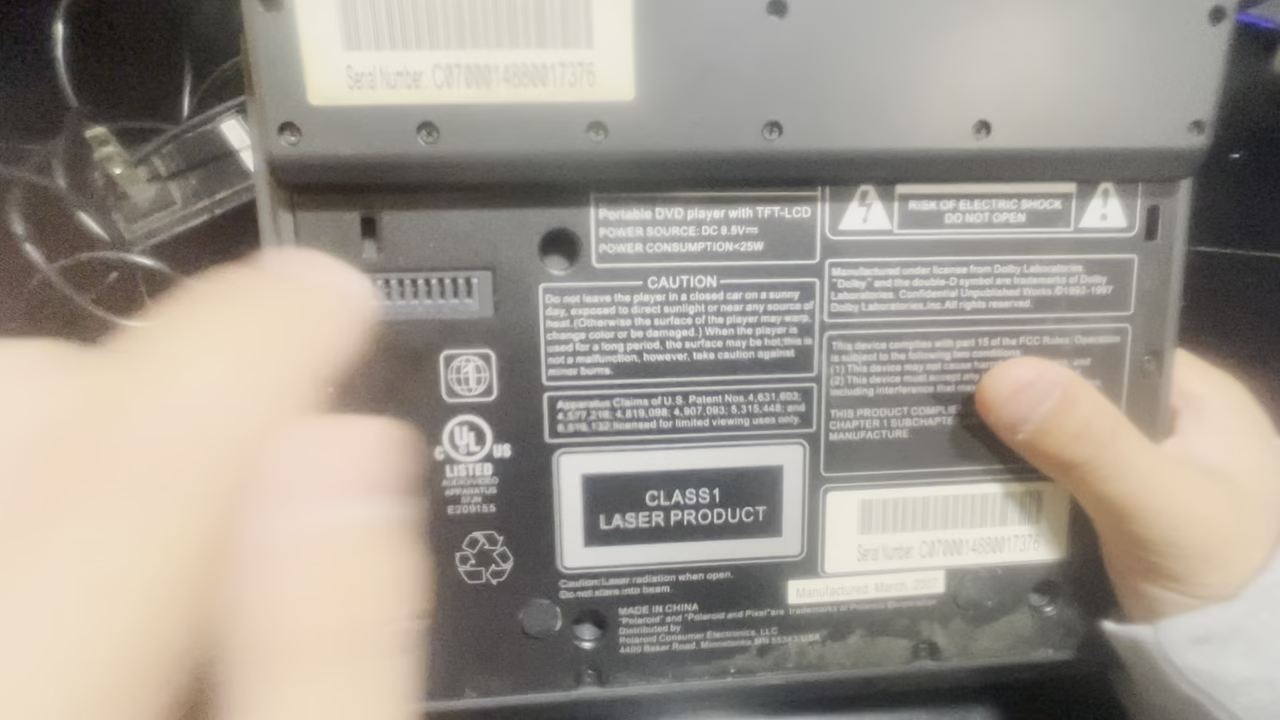 Serial Number: C0700014880017376
Portable DVD player with TFT-LCD
POWER SOURCE: DC 9.5V
POWER CONSUMPTION<25W
RISK OF ELECTRIC SHOCK
DO NOT OPEN
CAUTION
Do not leave the player in a closed car on a sunny
day, exposed to direct sunlight or near any source of
heat.(Otherwise the surface of the player may warp,
change color or be damaged.) When the player is
used for a long period, the surface may be hot;this is
not a malfunction, however, take caution against
minor burns.
Manufactured under license from Dolby Laboratories.
"Dolby" and the double-D symbol are trademarks of Dolby
Laboratories. Confidential Unpublished Works.©1992-1997
Dolby Laboratories,Inc.All rights reserved.
This device complies with part 15 of the FCC Rules. Operation
is subject to the following two conditions:
(1) This device may not cause and
(2) This device must accept any
including interference that
THIS PRODUCT
CHAPTER 1
MANUFACTURE.
Apparatus Claims of U.S. Patent Nos.4,631,603;
4,577,216; 4,819,098; 4,907,093; 5,315,448; and
6,516,132 licensed for limited viewing uses only.
1
C UL US
LISTED
AUDIO/VIDEO
APPARATUS
E209155
CLASS1
LASER PRODUCT
Serial Number: C0700014880017376
Caution:Laser radiation when open.
Do not stare into beam.
Manufactured: March,
MADE IN CHINA
"Polaroid" and "Polaroid and Pixel"are trademarks of Polaroid Corporation
Distributed by
Polaroid Consumer Electronics, LLC
4400 Baker Road, Minnetonka,MN 55343/USA